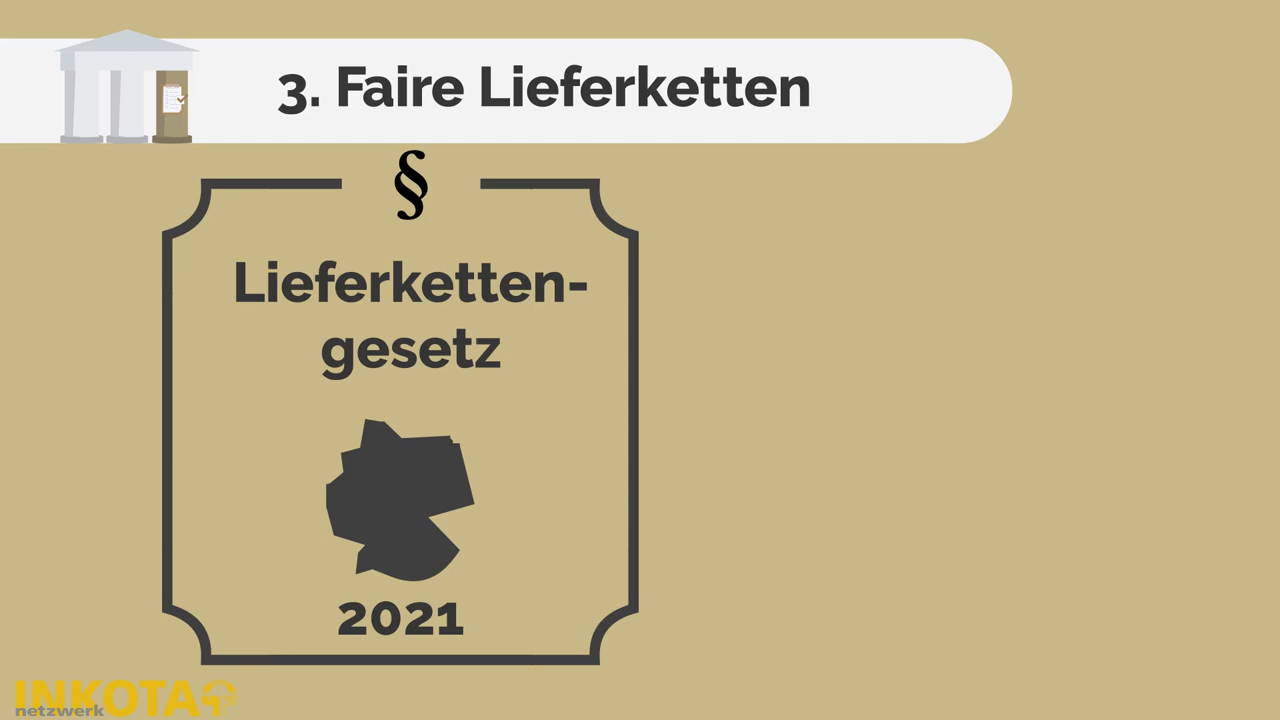 3. Faire Lieferketten
§
Lieferketten-
gesetz
2021
INKOTA
netzwerk